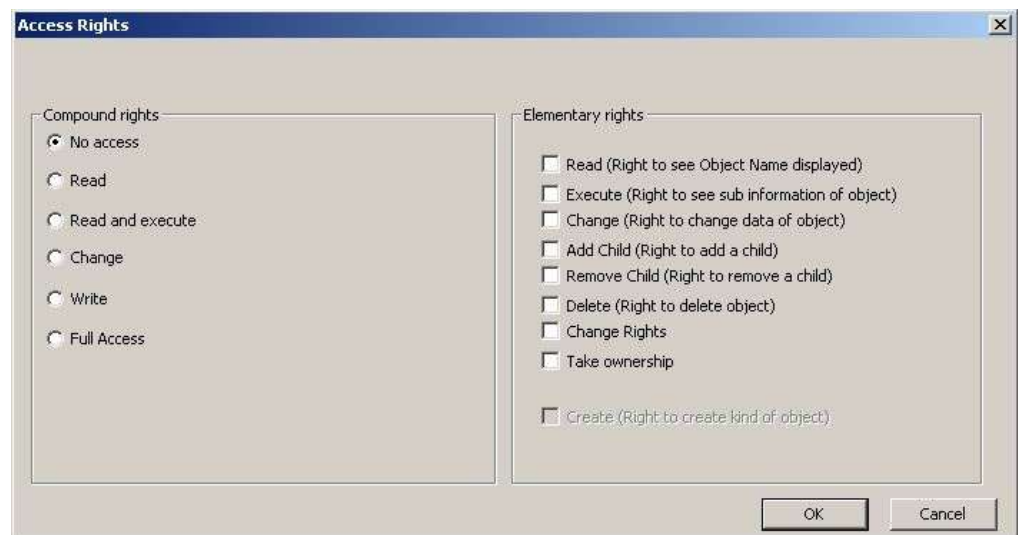 Access Rights
Compound rights
No access
Read
Read and execute
Change
Write
Full Access
Elementary rights
Read (Right to see Object Name displayed)
Execute (Right to see sub information of object)
Change (Right to change data of object)
Add Child (Right to add a child)
Remove Child (Right to remove a child)
Delete (Right to delete object)
Change Rights
Take ownership
Create (Right to create kind of object)
OK
Cancel